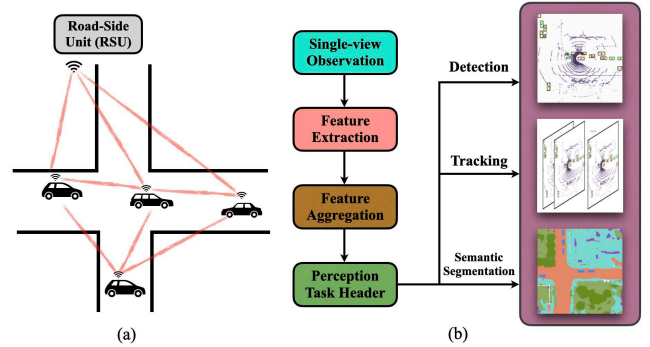 Road-Side
Unit (RSU)
(a)
Single-view
Observation
Feature
Extraction
Feature
Aggregation
Perception
Task Header
Detection
Tracking
Semantic
Segmentation
(b)